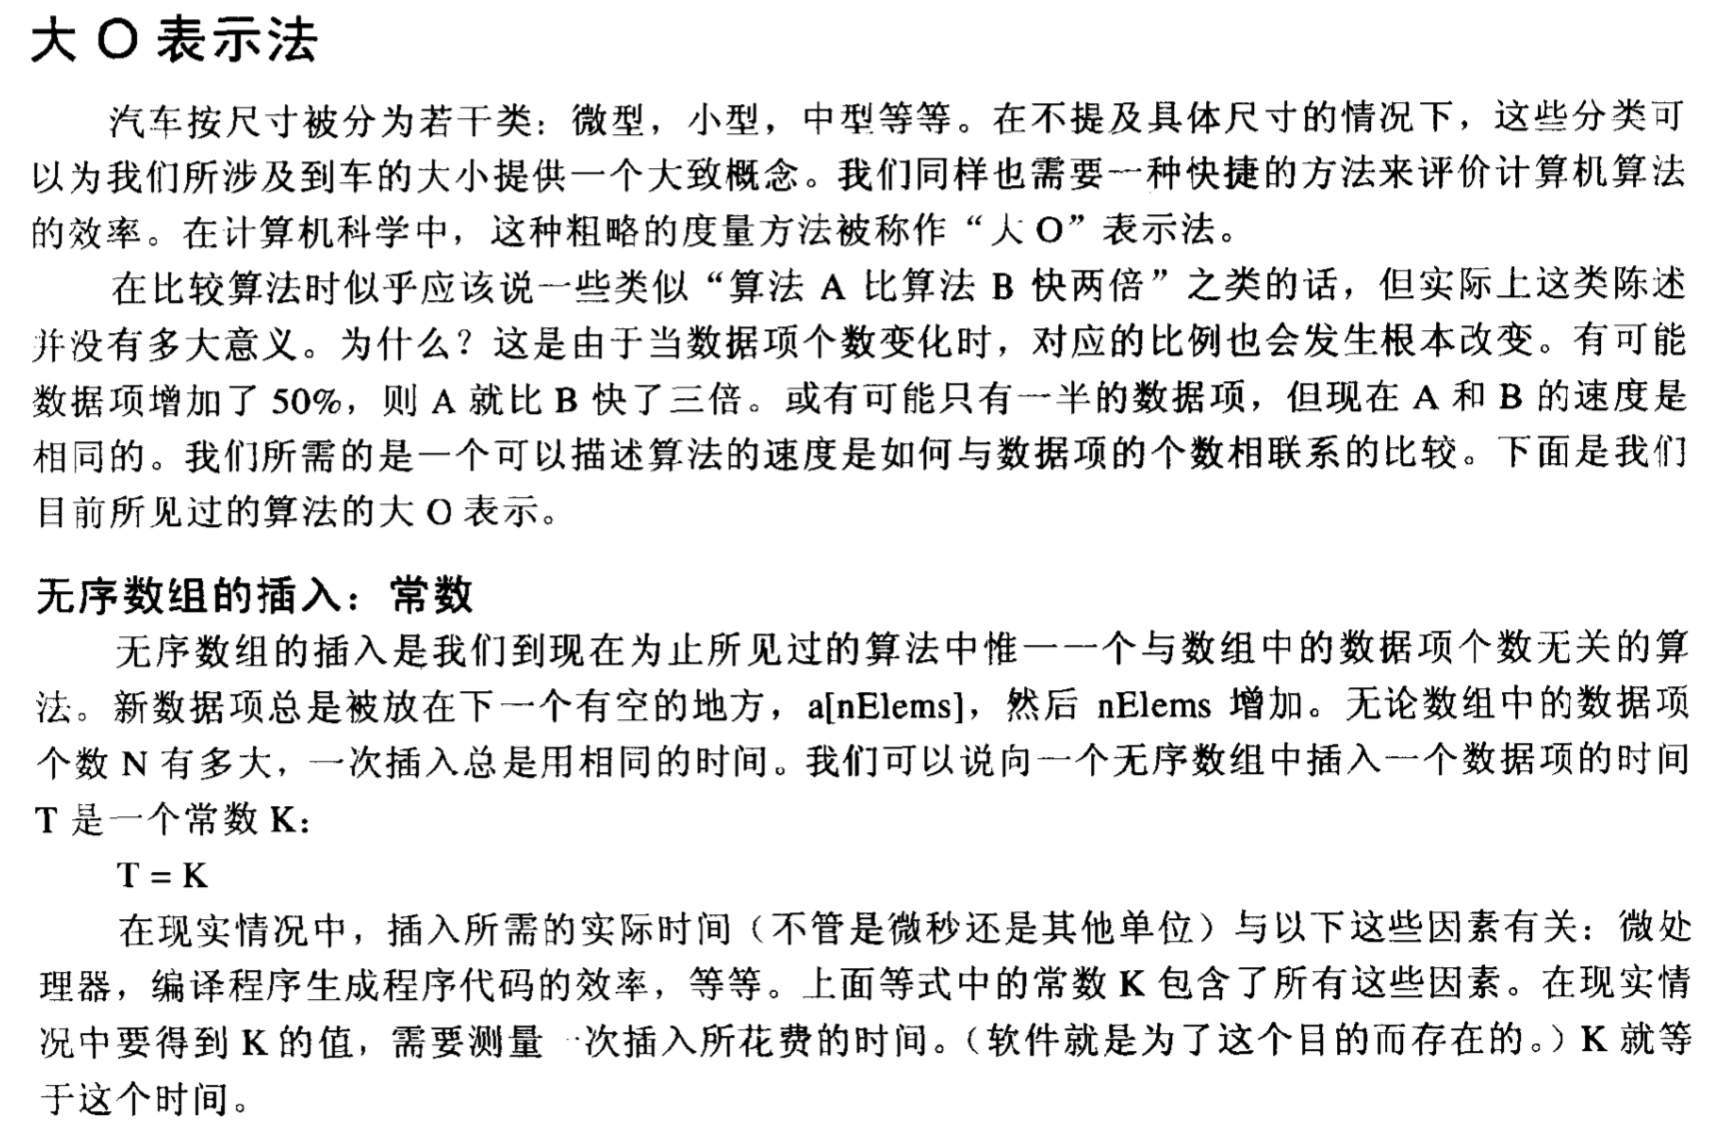 大 O 表示法
汽车按尺寸被分为若干类：微型，小型，中型等等。在不提及具体尺寸的情况下，这些分类可
以为我们所涉及到车的大小提供一个大致概念。我们同样也需要一种快捷的方法来评价计算机算法
的效率。在计算机科学中，这种粗略的度量方法被称作“大 O”表示法。
在比较算法时似乎应该说一些类似“算法 A 比算法 B 快两倍”之类的话，但实际上这类陈述
并没有多大意义。为什么？这是由于当数据项个数变化时，对应的比例也会发生根本改变。有可能
数据项增加了 50%，则 A 就比 B 快了三倍。或有可能只有一半的数据项，但现在 A 和 B 的速度是
相同的。我们所需的是一个可以描述算法的速度是如何与数据项的个数相联系的比较。下面是我们
目前所见过的算法的大 O 表示。
无序数组的插入：常数
无序数组的插入是我们到现在为止所见过的算法中惟一一个与数组中的数据项个数无关的算
法。新数据项总是被放在下一个有空的地方，a[nElems]，然后 nElems 增加。无论数组中的数据项
个数 N 有多大，一次插入总是用相同的时间。我们可以说向一个无序数组中插入一个数据项的时间
T 是一个常数 K：
T = K
在现实情况中，插入所需的实际时间（不管是微秒还是其他单位）与以下这些因素有关：微处
理器，编译程序生成程序代码的效率，等等。上面等式中的常数 K 包含了所有这些因素。在现实情
况中要得到 K 的值，需要测量一次插入所花费的时间。（软件就是为了这个目的而存在的。）K 就等
于这个时间。